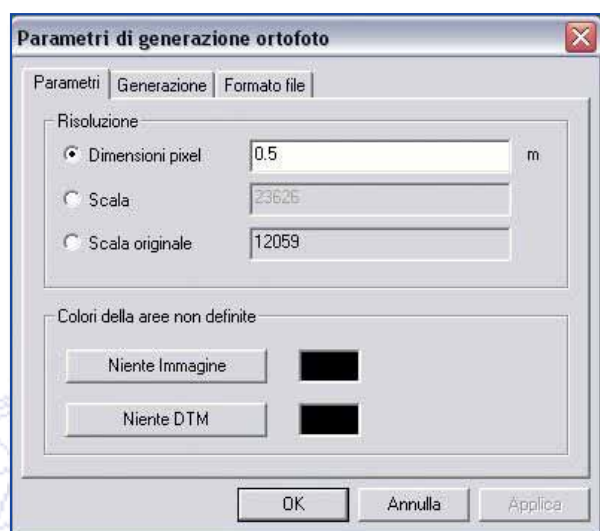 Parametri di generazione ortofoto
Parametri Generazione Formato file
Risoluzione
Dimensioni pixel 0.5 m
Scala 23626
Scala originale 12059
Colori della aree non definite
Niente Immagine
Niente DTM
OK Annulla Applica